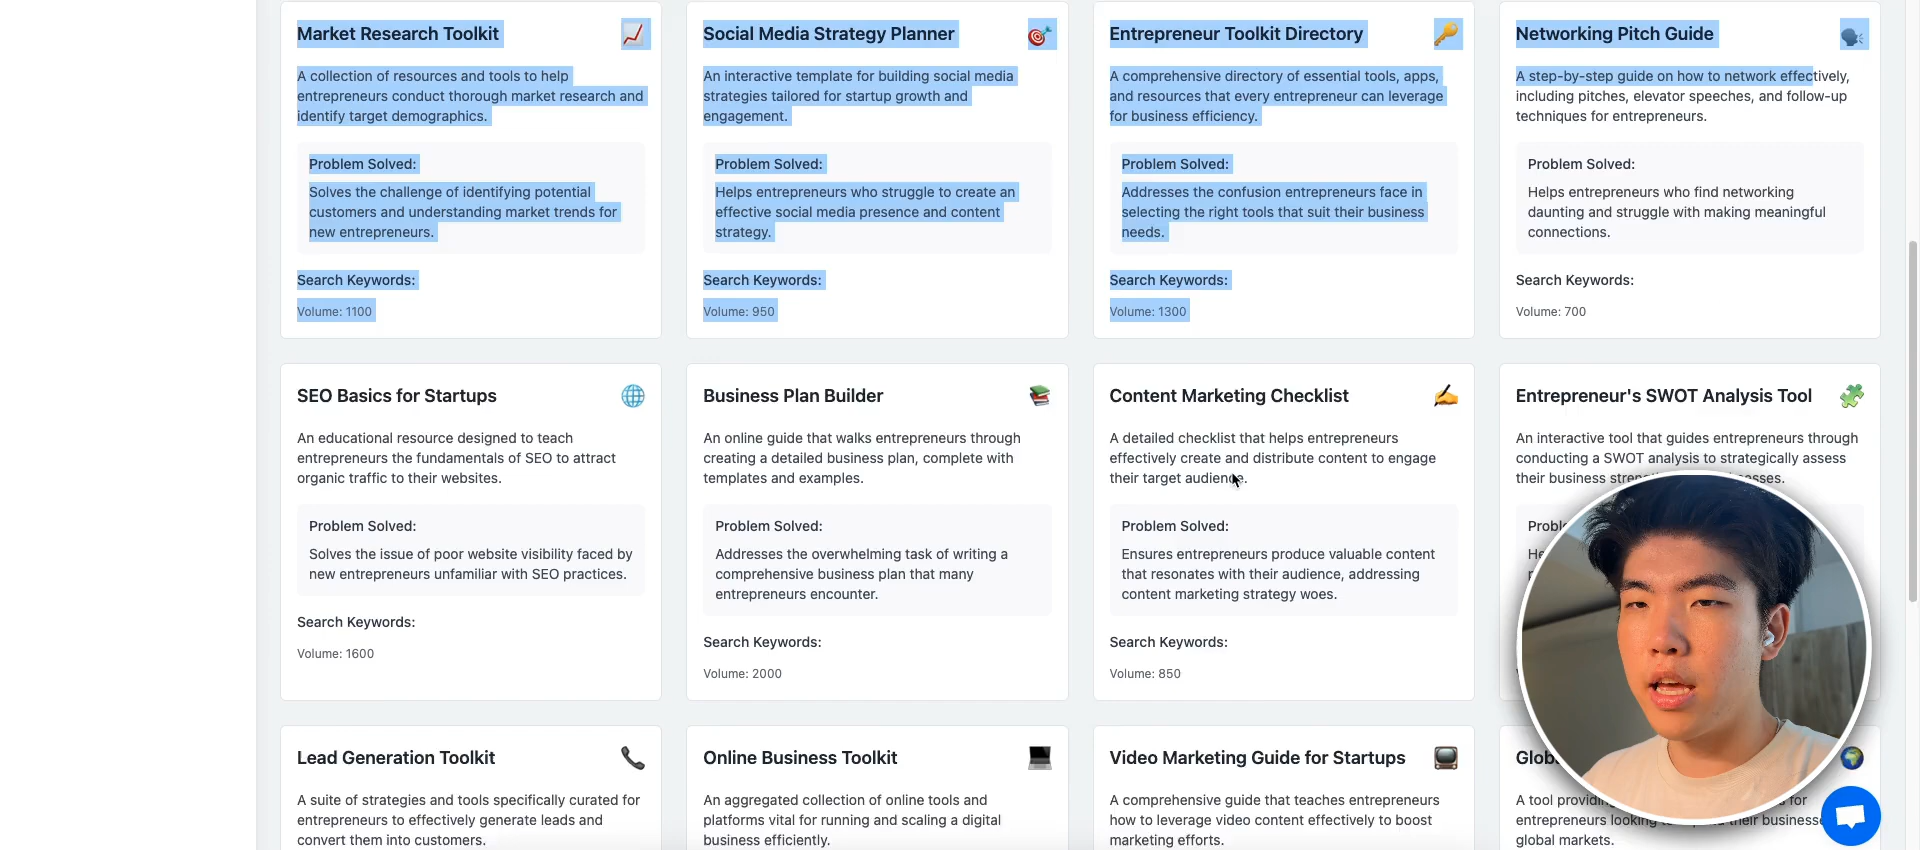 Market Research Toolkit
A collection of resources and tools to help
entrepreneurs conduct thorough market research and
identify target demographics.
Problem Solved:
Solves the challenge of identifying potential
customers and understanding market trends for
new entrepreneurs.
Search Keywords:
Volume: 1100
Social Media Strategy Planner
An interactive template for building social media
strategies tailored for startup growth and
engagement.
Problem Solved:
Helps entrepreneurs who struggle to create an
effective social media presence and content
strategy.
Search Keywords:
Volume: 950
Entrepreneur Toolkit Directory
A comprehensive directory of essential tools, apps,
and resources that every entrepreneur can leverage
for business efficiency.
Problem Solved:
Addresses the confusion entrepreneurs face in
selecting the right tools that suit their business
needs.
Search Keywords:
Volume: 1300
Networking Pitch Guide
A step-by-step guide on how to network effectively,
including pitches, elevator speeches, and follow-up
techniques for entrepreneurs.
Problem Solved:
Helps entrepreneurs who find networking
daunting and struggle with making meaningful
connections.
Search Keywords:
Volume: 700
SEO Basics for Startups
An educational resource designed to teach
entrepreneurs the fundamentals of SEO to attract
organic traffic to their websites.
Problem Solved:
Solves the issue of poor website visibility faced by
new entrepreneurs unfamiliar with SEO practices.
Search Keywords:
Volume: 1600
Business Plan Builder
An online guide that walks entrepreneurs through
creating a detailed business plan, complete with
templates and examples.
Problem Solved:
Addresses the overwhelming task of writing a
comprehensive business plan that many
entrepreneurs encounter.
Search Keywords:
Volume: 2000
Content Marketing Checklist
A detailed checklist that helps entrepreneurs
effectively create and distribute content to engage
their target audience.
Problem Solved:
Ensures entrepreneurs produce valuable content
that resonates with their audience, addressing
content marketing strategy woes.
Search Keywords:
Volume: 850
Entrepreneur's SWOT Analysis Tool
An interactive tool that guides entrepreneurs through
conducting a SWOT analysis to strategically assess
their business
Lead Generation Toolkit
A suite of strategies and tools specifically curated for
entrepreneurs to effectively generate leads and
convert them into customers.
Online Business Toolkit
An aggregated collection of online tools and
platforms vital for running and scaling a digital
business efficiently.
Video Marketing Guide for Startups
A comprehensive guide that teaches entrepreneurs
how to leverage video content effectively to boost
marketing efforts.
A tool for
entrepreneurs their business
global markets.